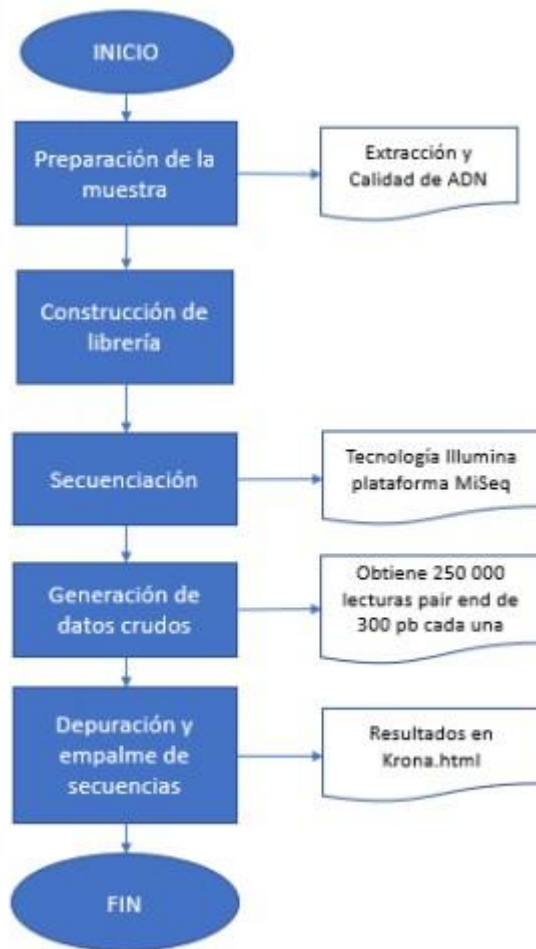 INICIO
Preparación de la
muestra
Extracción y
Calidad de ADN
Construcción de
librería
Secuenciación
Tecnología Illumina
plataforma MiSeq
Generación de
datos crudos
Obtiene 250 000
lecturas pair end de
300 pb cada una
Depuración y
empalme de
secuencias
Resultados en
Krona.html
FIN